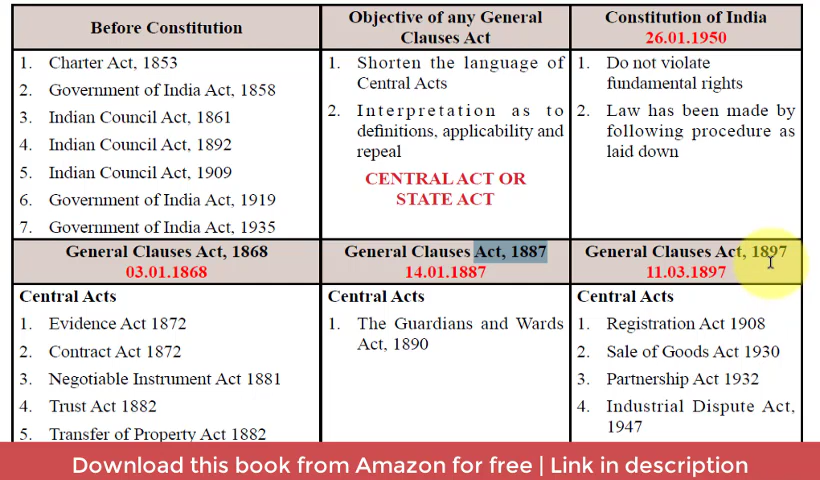 Before Constitution
1. Charter Act, 1853
2. Government of India Act, 1858
3. Indian Council Act, 1861
4. Indian Council Act, 1892
5. Indian Council Act, 1909
6. Government of India Act, 1919
7. Government of India Act, 1935
Objective of any General
Clauses Act
1. Shorten the language of
Central Acts
2. Interpretation as to
definitions, applicability and
repeal
CENTRAL ACT OR
STATE ACT
Constitution of India
26.01.1950
1. Do not violate
fundamental rights
2. Law has been made by
following procedure as
laid down
General Clauses Act, 1868
03.01.1868
Central Acts
1. Evidence Act 1872
2. Contract Act 1872
3. Negotiable Instrument Act 1881
4. Trust Act 1882
5. Transfer of Property Act 1882
General Clauses Act, 1887
14.01.1887
Central Acts
1. The Guardians and Wards
Act, 1890
General Clauses Act, 1897
11.03.1897
Central Acts
1. Registration Act 1908
2. Sale of Goods Act 1930
3. Partnership Act 1932
4. Industrial Dispute Act,
1947
Download this book from Amazon for free | Link in description